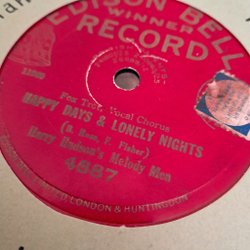 EDISON BELL
WINNER
RECORD
Fox Trot, Vocal Chorus
HAPPY DAYS & LONELY NIGHTS
(B. Rose, F. Fisher)
Harry Hudson's Melody Men
4887
LONDON & HUNTINGDON